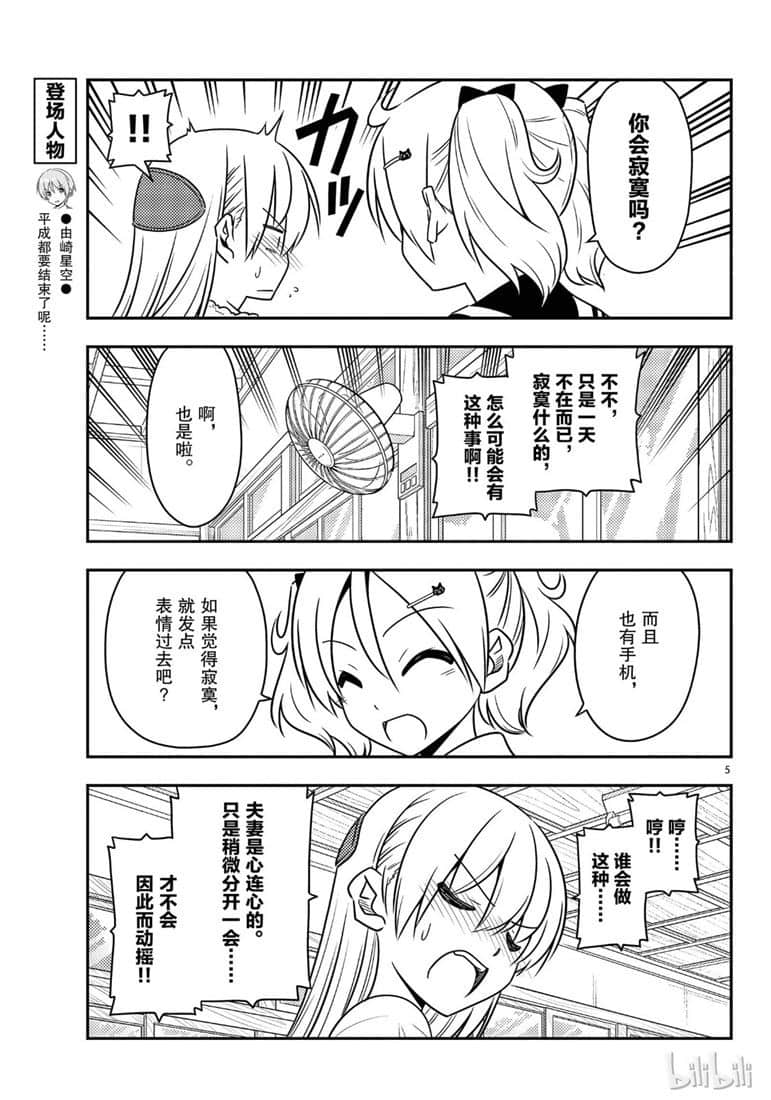 登场人物
●由崎星空●
平成都要结束了呢……
你会寂寞吗？
!!
カッ
不不，
只是一天
不在而已，
寂寞什么的，
怎么可能会有
这种事啊!!
啊，
也是啦。
而且
也有手机，
如果觉得寂寞，
就发点
表情过去吧？
5
哼……
哼!!
谁会做
这种……
夫妻是心连心的。
只是稍微分开一会……
才不会
因此而动摇!!
bilibili